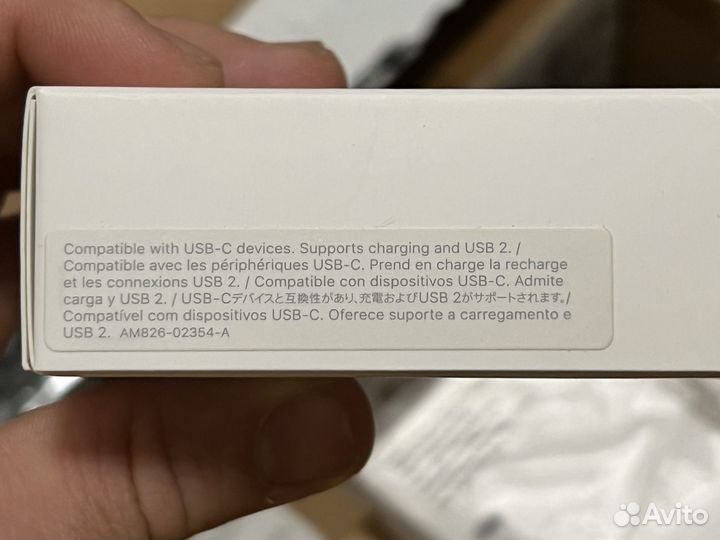 Compatible with USB-C devices. Supports charging and USB 2. /
Compatible avec les périphériques USB-C. Prend en charge la recharge
et les connexions USB 2. / Compatible con dispositivos USB-C. Admite
carga y USB 2. / USB-Cデバイスと互換性があり、充電およびUSB 2がサポートされます。/
Compatível com dispositivos USB-C. Oferece suporte a carregamento e
USB 2. AM826-02354-A
Avito